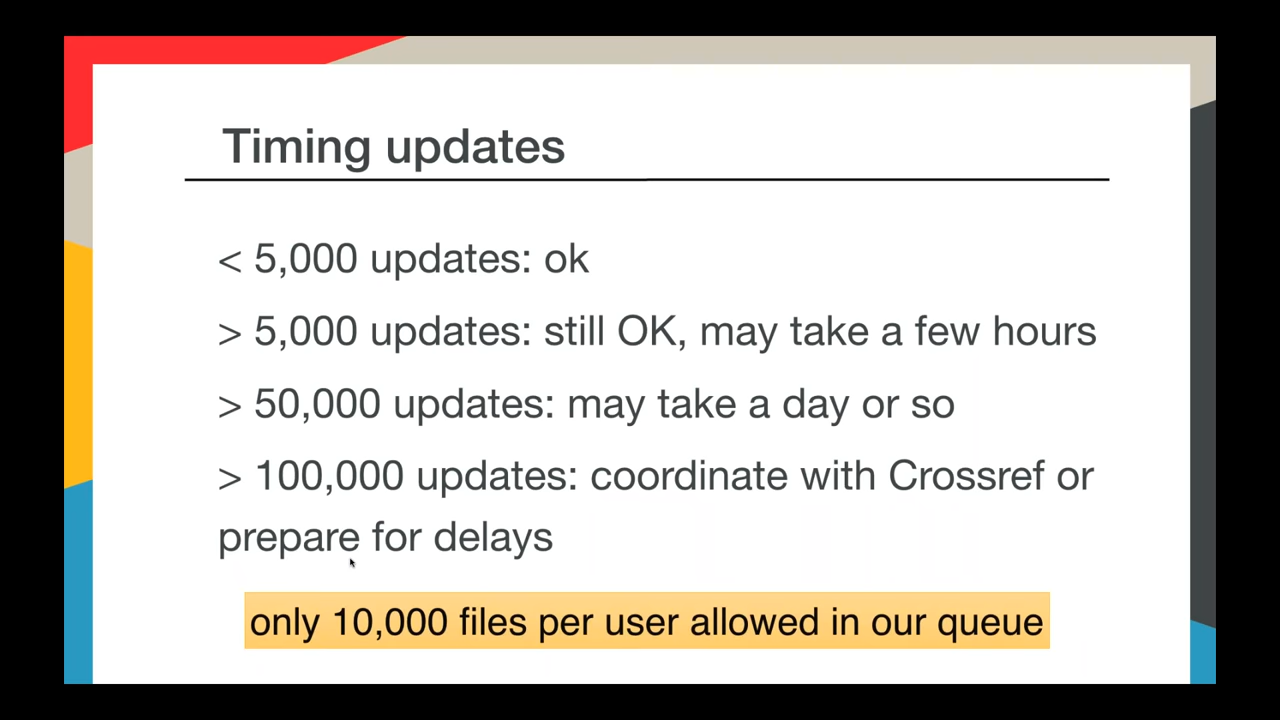 Timing updates
< 5,000 updates: ok
> 5,000 updates: still OK, may take a few hours
> 50,000 updates: may take a day or so
> 100,000 updates: coordinate with Crossref or
prepare for delays
only 10,000 files per user allowed in our queue